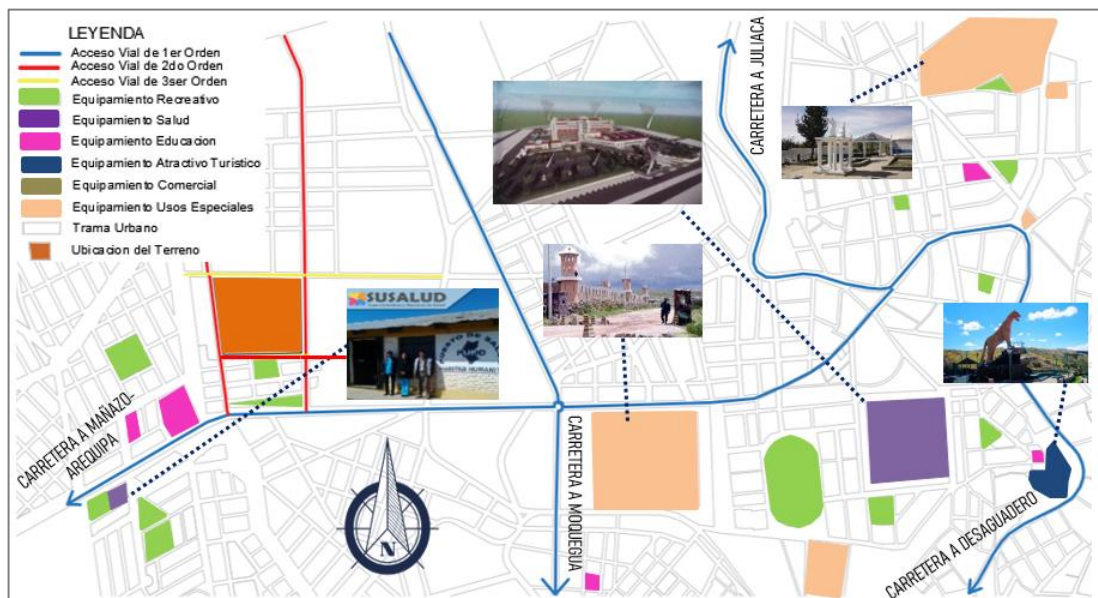 LEYENDA
Acceso Vial de 1er Orden
Acceso Vial de 2do Orden
Acceso Vial de 3ser Orden
Equipamiento Recreativo
Equipamiento Salud
Equipamiento Educacion
Equipamiento Atractivo Turistico
Equipamiento Comercial
Equipamiento Usos Especiales
Trama Urbano
Ubicacion del Terreno
CARRETERA A JULIACA
SUSALUD
CARRETERA A MAÑAZO-
AREQUIPA
CARRETERA A MOQUEGUA
CARRETERA A DESAGUADERO
N